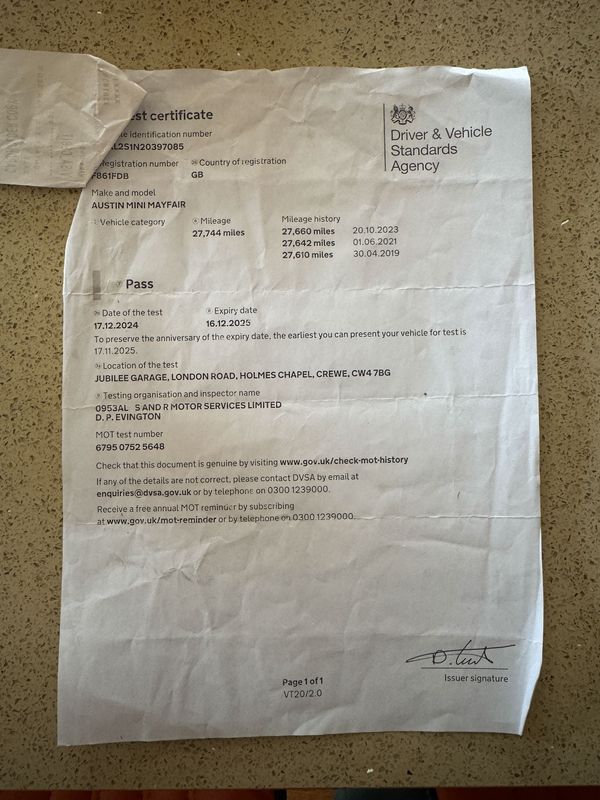 est certificate
Driver & Vehicle
Standards
Agency
le identification number
AL2S1N20397085
Registration number Country of registration
F861FDB GB
Make and model
AUSTIN MINI MAYFAIR
Vehicle category Mileage Mileage history
27,744 miles 27,660 miles 20.10.2023
27,642 miles 01.06.2021
27,610 miles 30.04.2019
Pass
Date of the test Expiry date
17.12.2024 16.12.2025
To preserve the anniversary of the expiry date, the earliest you can present your vehicle for test is
17.11.2025.
Location of the test
JUBILEE GARAGE, LONDON ROAD, HOLMES CHAPEL, CREWE, CW4 7BG
Testing organisation and inspector name
0953AL S AND R MOTOR SERVICES LIMITED
D. P. EVINGTON
MOT test number
6795 0752 5648
Check that this document is genuine by visiting www.gov.uk/check-mot-history
If any of the details are not correct, please contact DVSA by email at
enquiries@dvsa.gov.uk or by telephone on 0300 1239000.
Receive a free annual MOT reminder by subscribing
at www.gov.uk/mot-reminder or by telephone on 0300 1239000.
Issuer signature
Page 1 of 1
VT20/2.0